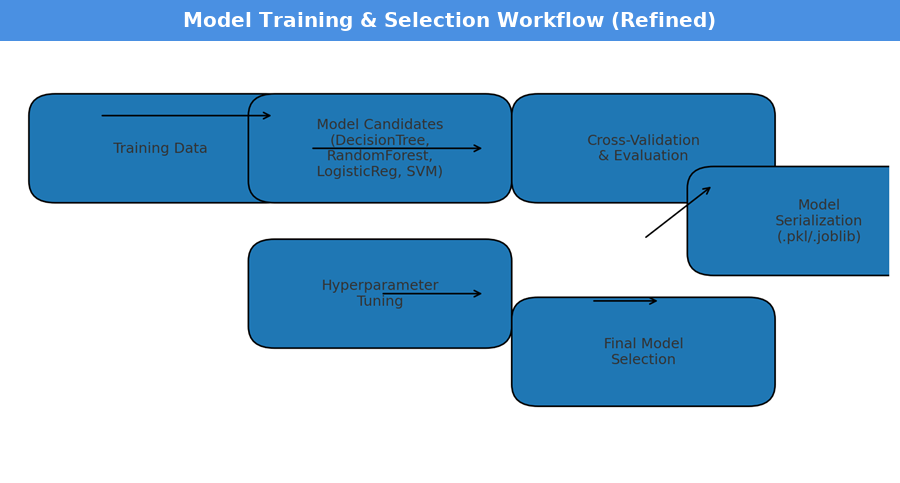 Model Training & Selection Workflow (Refined)
Training Data
Model Candidates
(DecisionTree,
RandomForest,
LogisticReg, SVM)
Cross-Validation
& Evaluation
Model
Serialization
(.pkl/.joblib)
Hyperparameter
Tuning
Final Model
Selection